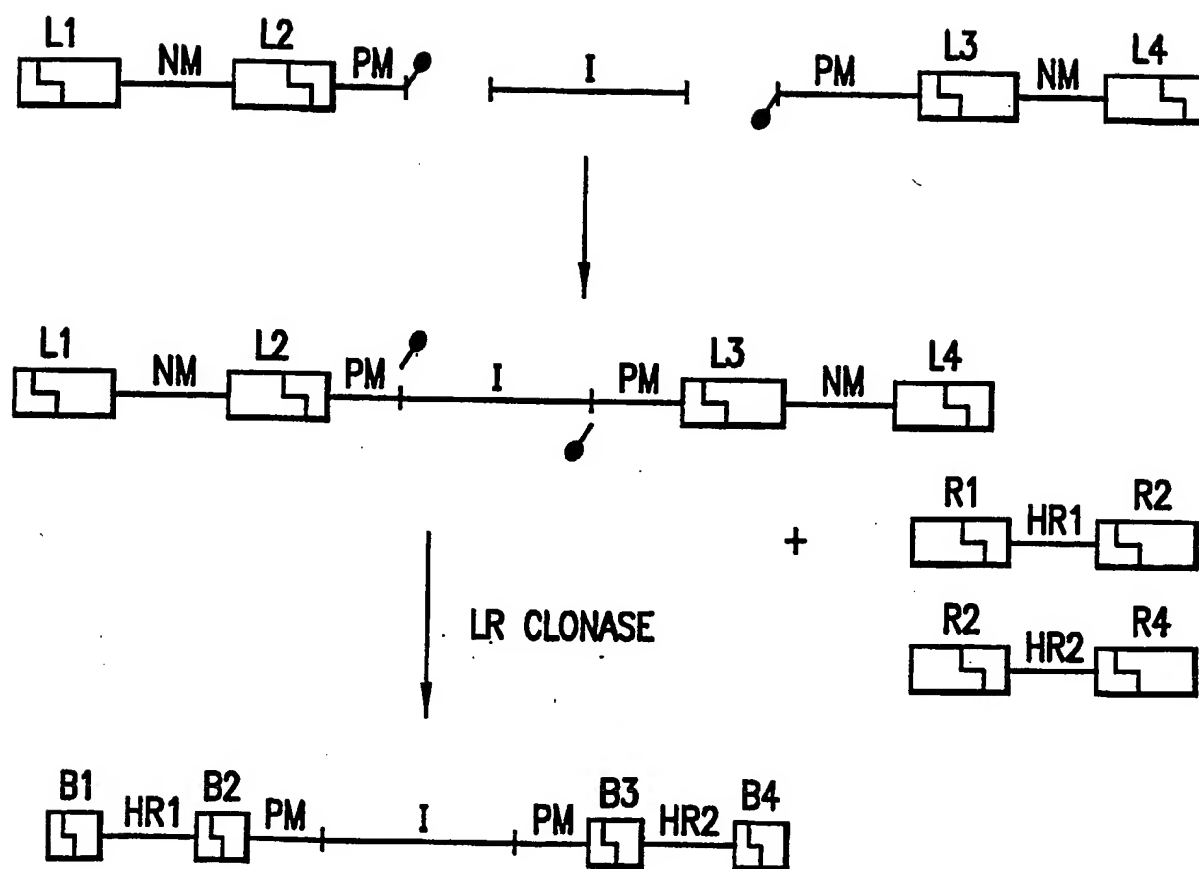 L1 NM L2 PM I PM L3 NM L4
L1 NM L2 PM I PM L3 NM L4
+ R1 HR1 R2
R2 HR2 R4
LR CLONASE
B1 HR1 B2 PM I PM B3 HR2 B4